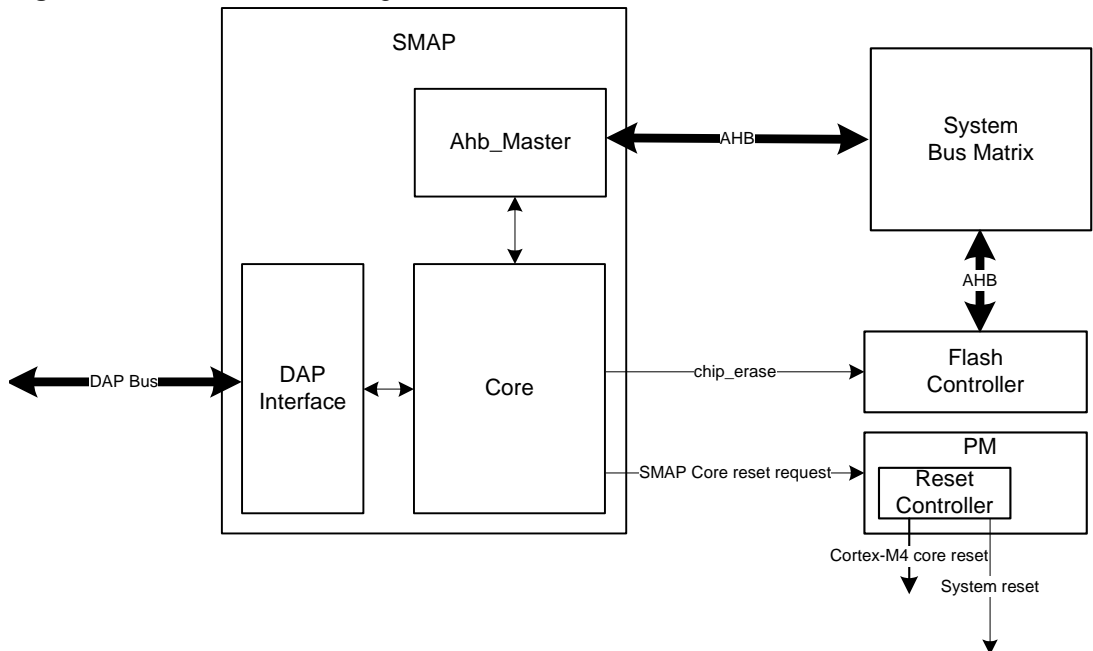 SMAP
Ahb_Master
AHB
System
Bus Matrix
AHB
DAP Bus
DAP
Interface
Core
chip_erase
Flash
Controller
SMAP Core reset request
PM
Reset
Controller
Cortex-M4 core reset
System reset